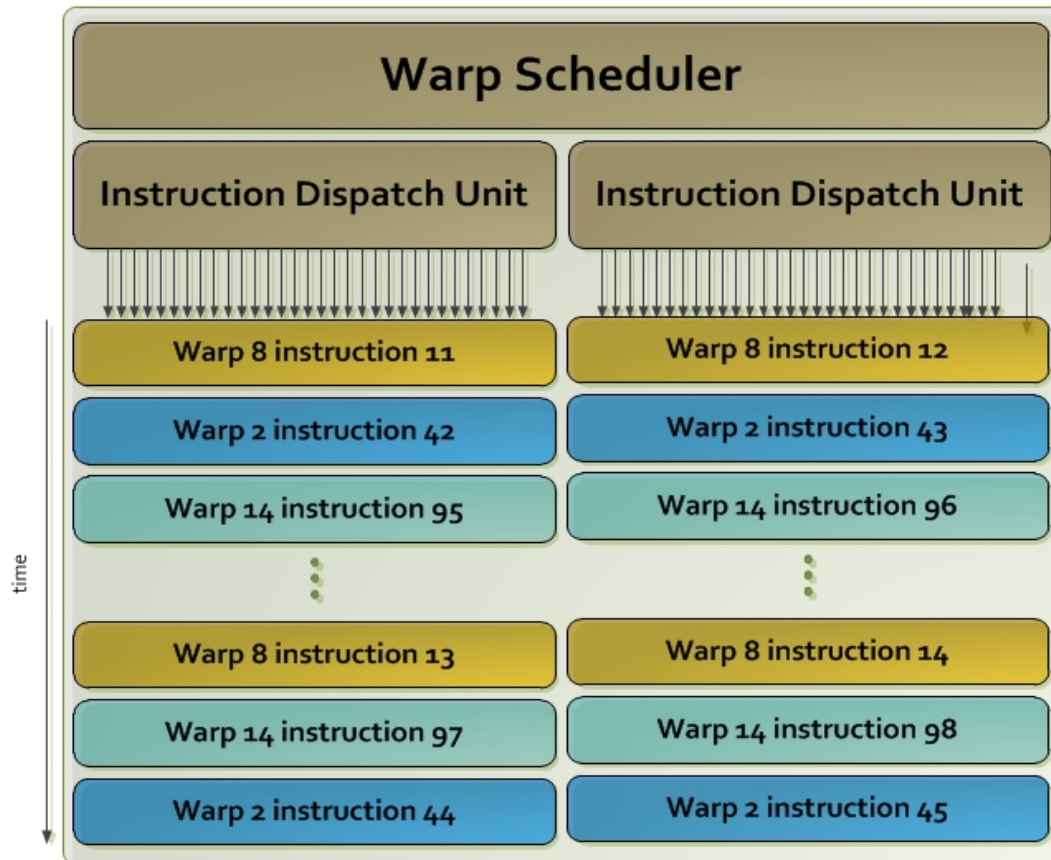 Warp Scheduler
Instruction Dispatch Unit
Instruction Dispatch Unit
Warp 8 instruction 11
Warp 8 instruction 12
Warp 2 instruction 42
Warp 2 instruction 43
Warp 14 instruction 95
Warp 14 instruction 96
time
Warp 8 instruction 13
Warp 8 instruction 14
Warp 14 instruction 97
Warp 14 instruction 98
Warp 2 instruction 44
Warp 2 instruction 45